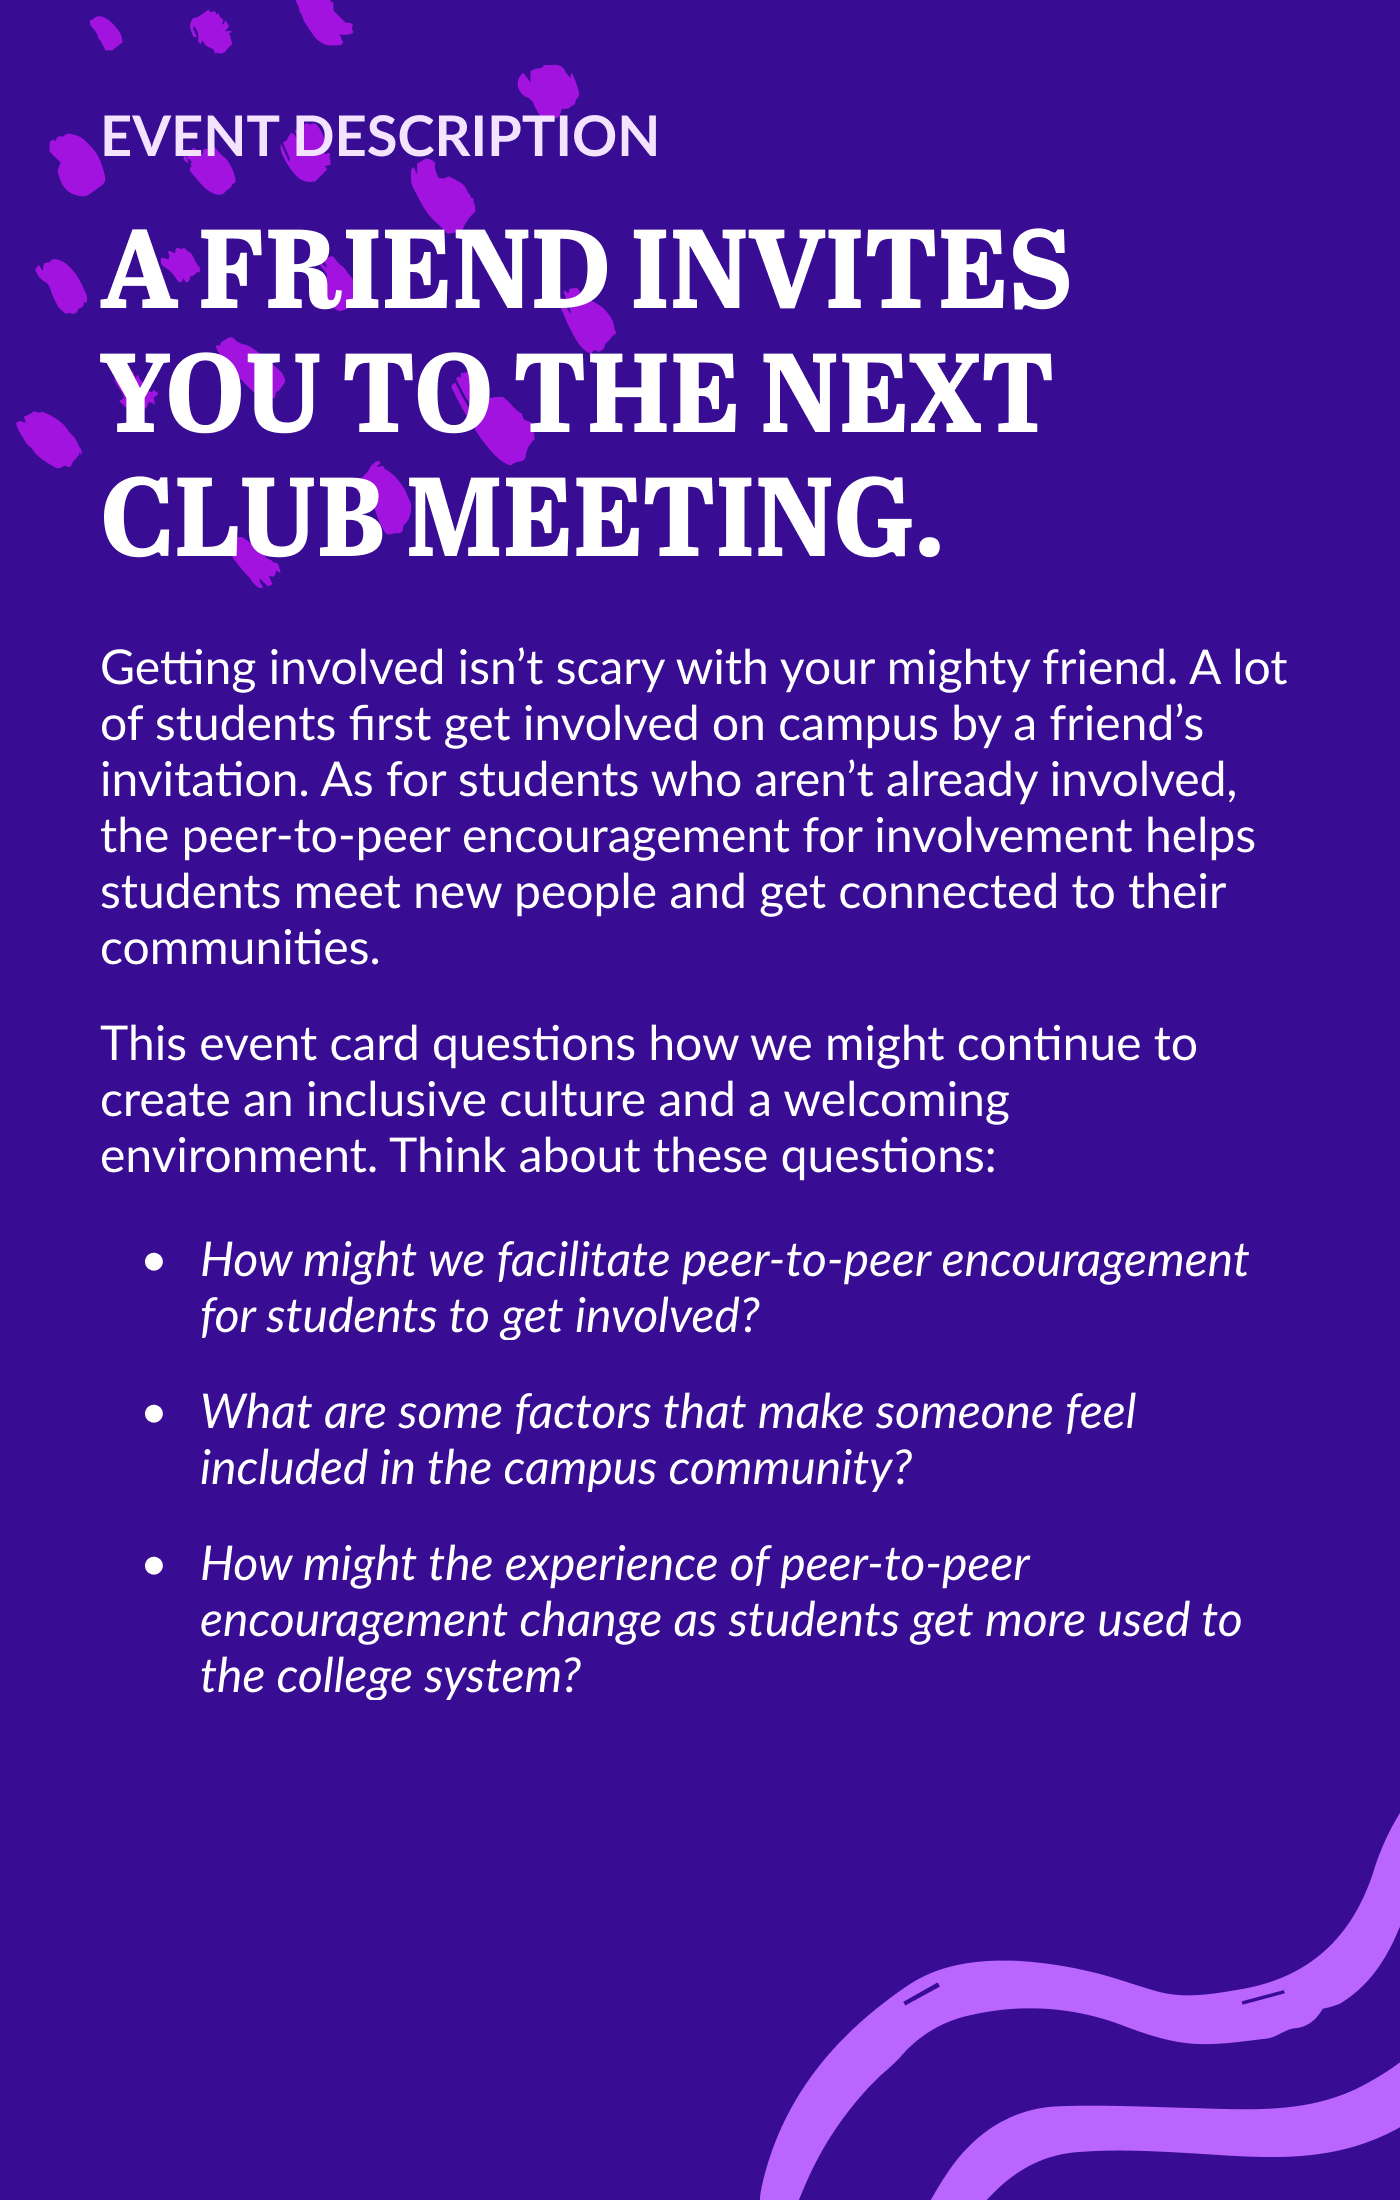 EVENT DESCRIPTION
A FRIEND INVITES
YOU TO THE NEXT
CLUB MEETING.
Getting involved isn’t scary with your mighty friend. A lot
of students first get involved on campus by a friend’s
invitation. As for students who aren’t already involved,
the peer-to-peer encouragement for involvement helps
students meet new people and get connected to their
communities.
This event card questions how we might continue to
create an inclusive culture and a welcoming
environment. Think about these questions:
• How might we facilitate peer-to-peer encouragement
for students to get involved?
• What are some factors that make someone feel
included in the campus community?
• How might the experience of peer-to-peer
encouragement change as students get more used to
the college system?